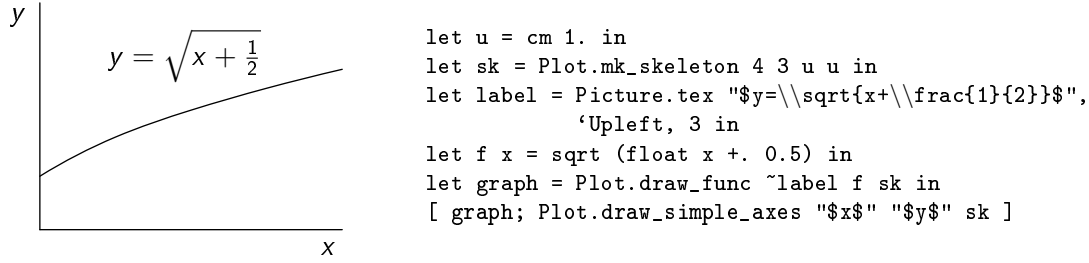 y
y = √(x + 1/2)
x
let u = cm 1. in
let sk = Plot.mk_skeleton 4 3 u u in
let label = Picture.tex "$y=\\sqrt{x+\\frac{1}{2}}$",
‘Upleft, 3 in
let f x = sqrt (float x +. 0.5) in
let graph = Plot.draw_func ~label f sk in
[ graph; Plot.draw_simple_axes "$x$" "$y$" sk ]